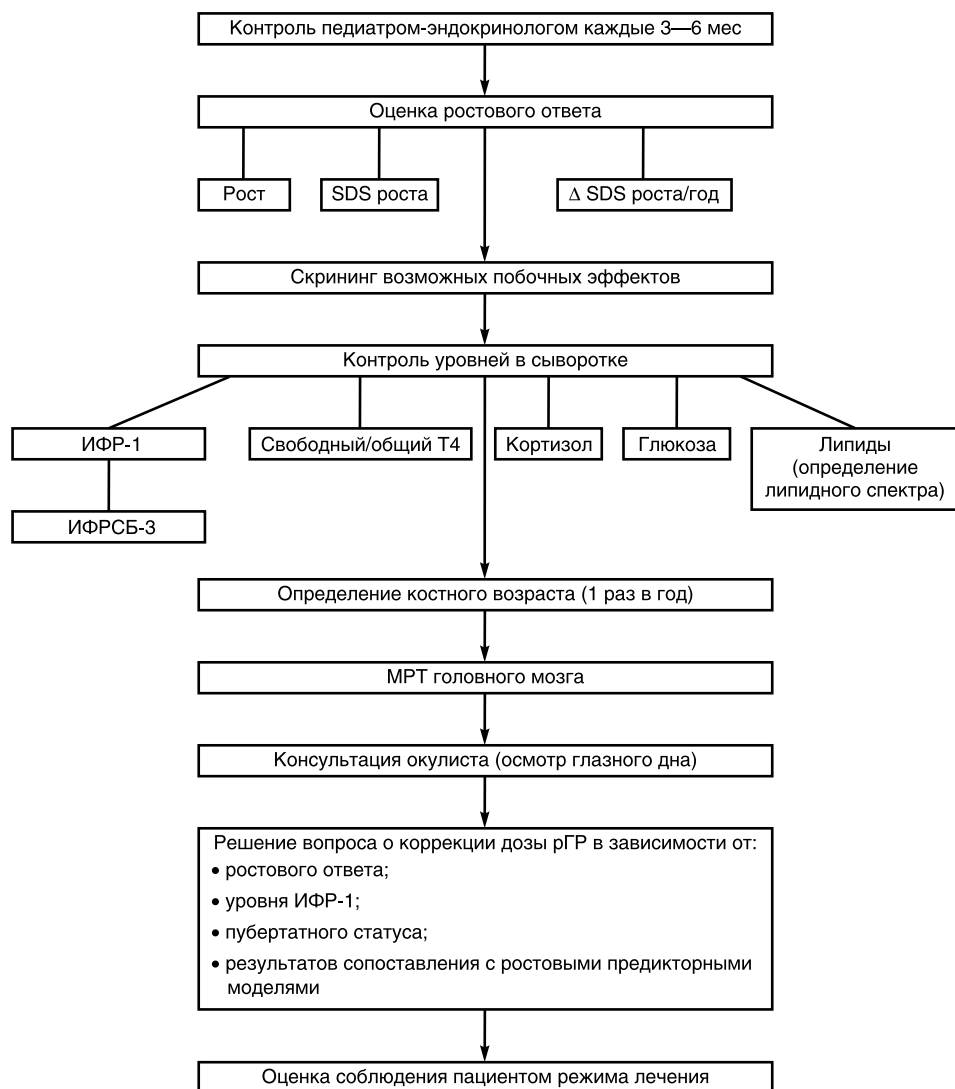 Контроль педиатром-эндокринологом каждые 3—6 мес
Оценка ростового ответа
Рост
SDS роста
Δ SDS роста/год
Скрининг возможных побочных эффектов
Контроль уровней в сыворотке
ИФР-1
Свободный/общий Т4
Кортизол
Глюкоза
Липиды
(определение
липидного спектра)
ИФРСБ-3
Определение костного возраста (1 раз в год)
МРТ головного мозга
Консультация окулиста (осмотр глазного дна)
Решение вопроса о коррекции дозы рГР в зависимости от:
• ростового ответа;
• уровня ИФР-1;
• пубертатного статуса;
• результатов сопоставления с ростовыми предикторными
моделями
Оценка соблюдения пациентом режима лечения